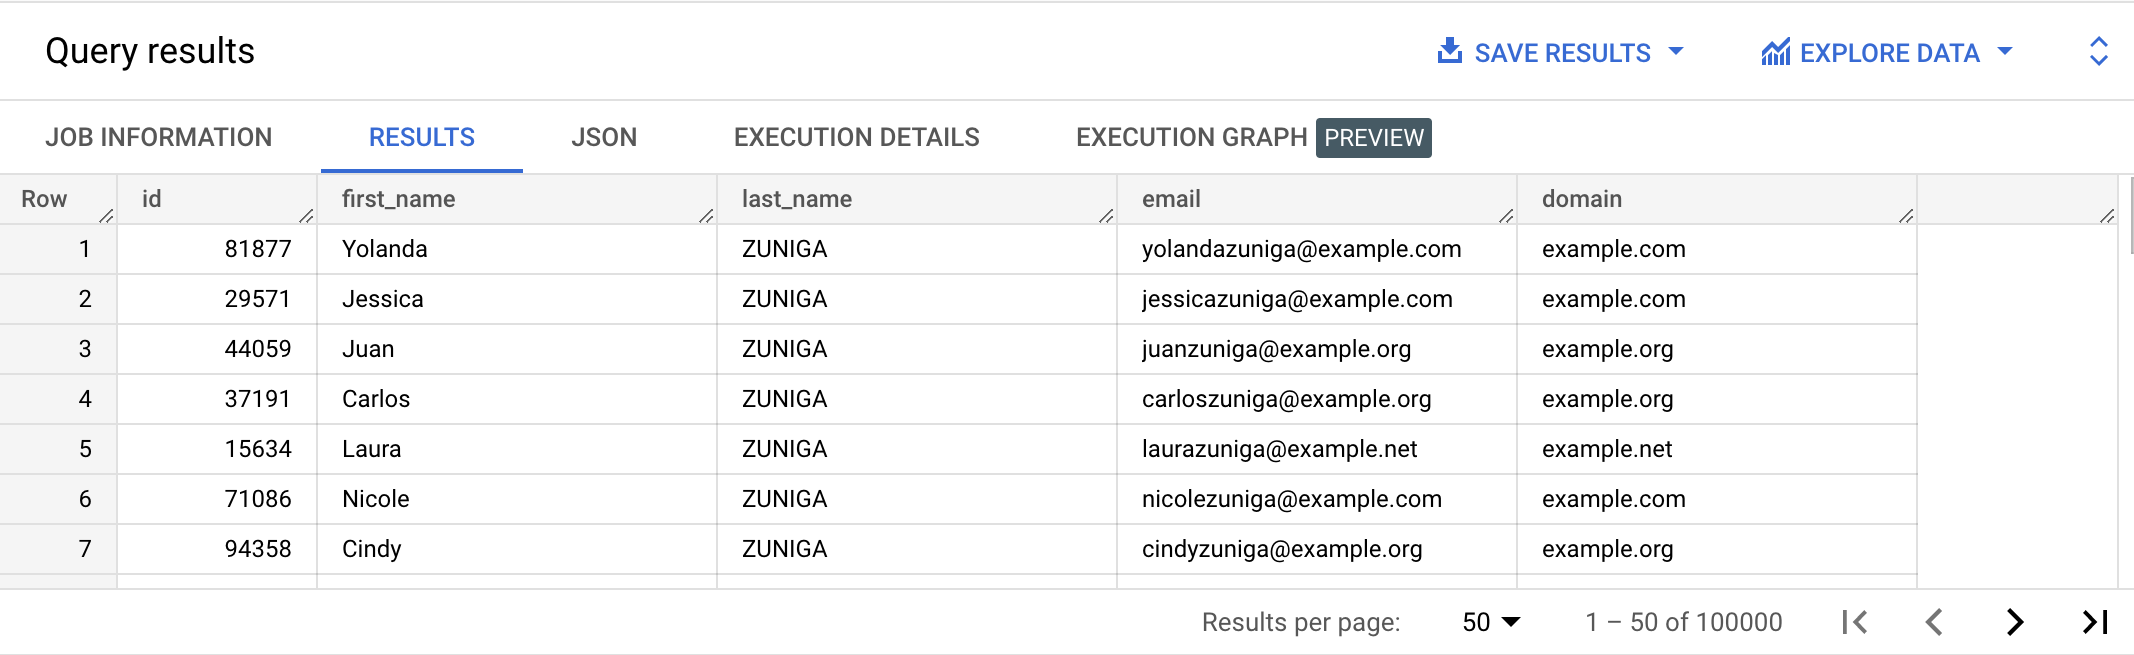 Query results SAVE RESULTS EXPLORE DATA
JOB INFORMATION RESULTS JSON EXECUTION DETAILS EXECUTION GRAPH PREVIEW
Row id first_name last_name email domain
1 81877 Yolanda ZUNIGA yolandazuniga@example.com example.com
2 29571 Jessica ZUNIGA jessicazuniga@example.com example.com
3 44059 Juan ZUNIGA juanzuniga@example.org example.org
4 37191 Carlos ZUNIGA carloszuniga@example.org example.org
5 15634 Laura ZUNIGA laurazuniga@example.net example.net
6 71086 Nicole ZUNIGA nicolezuniga@example.com example.com
7 94358 Cindy ZUNIGA cindyzuniga@example.org example.org
Results per page: 50 1 – 50 of 100000